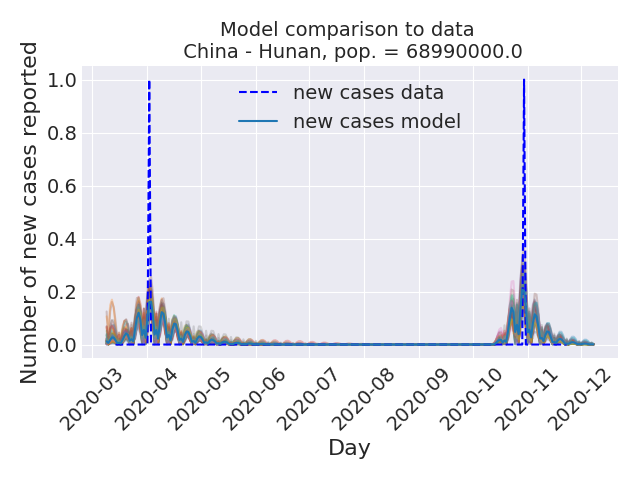 Model comparison to data
China - Hunan, pop. = 68990000.0
Number of new cases reported
1.0
0.8
0.6
0.4
0.2
0.0
new cases data
new cases model
2020-03
2020-04
2020-05
2020-06
2020-07
2020-08
2020-09
2020-10
2020-11
2020-12
Day